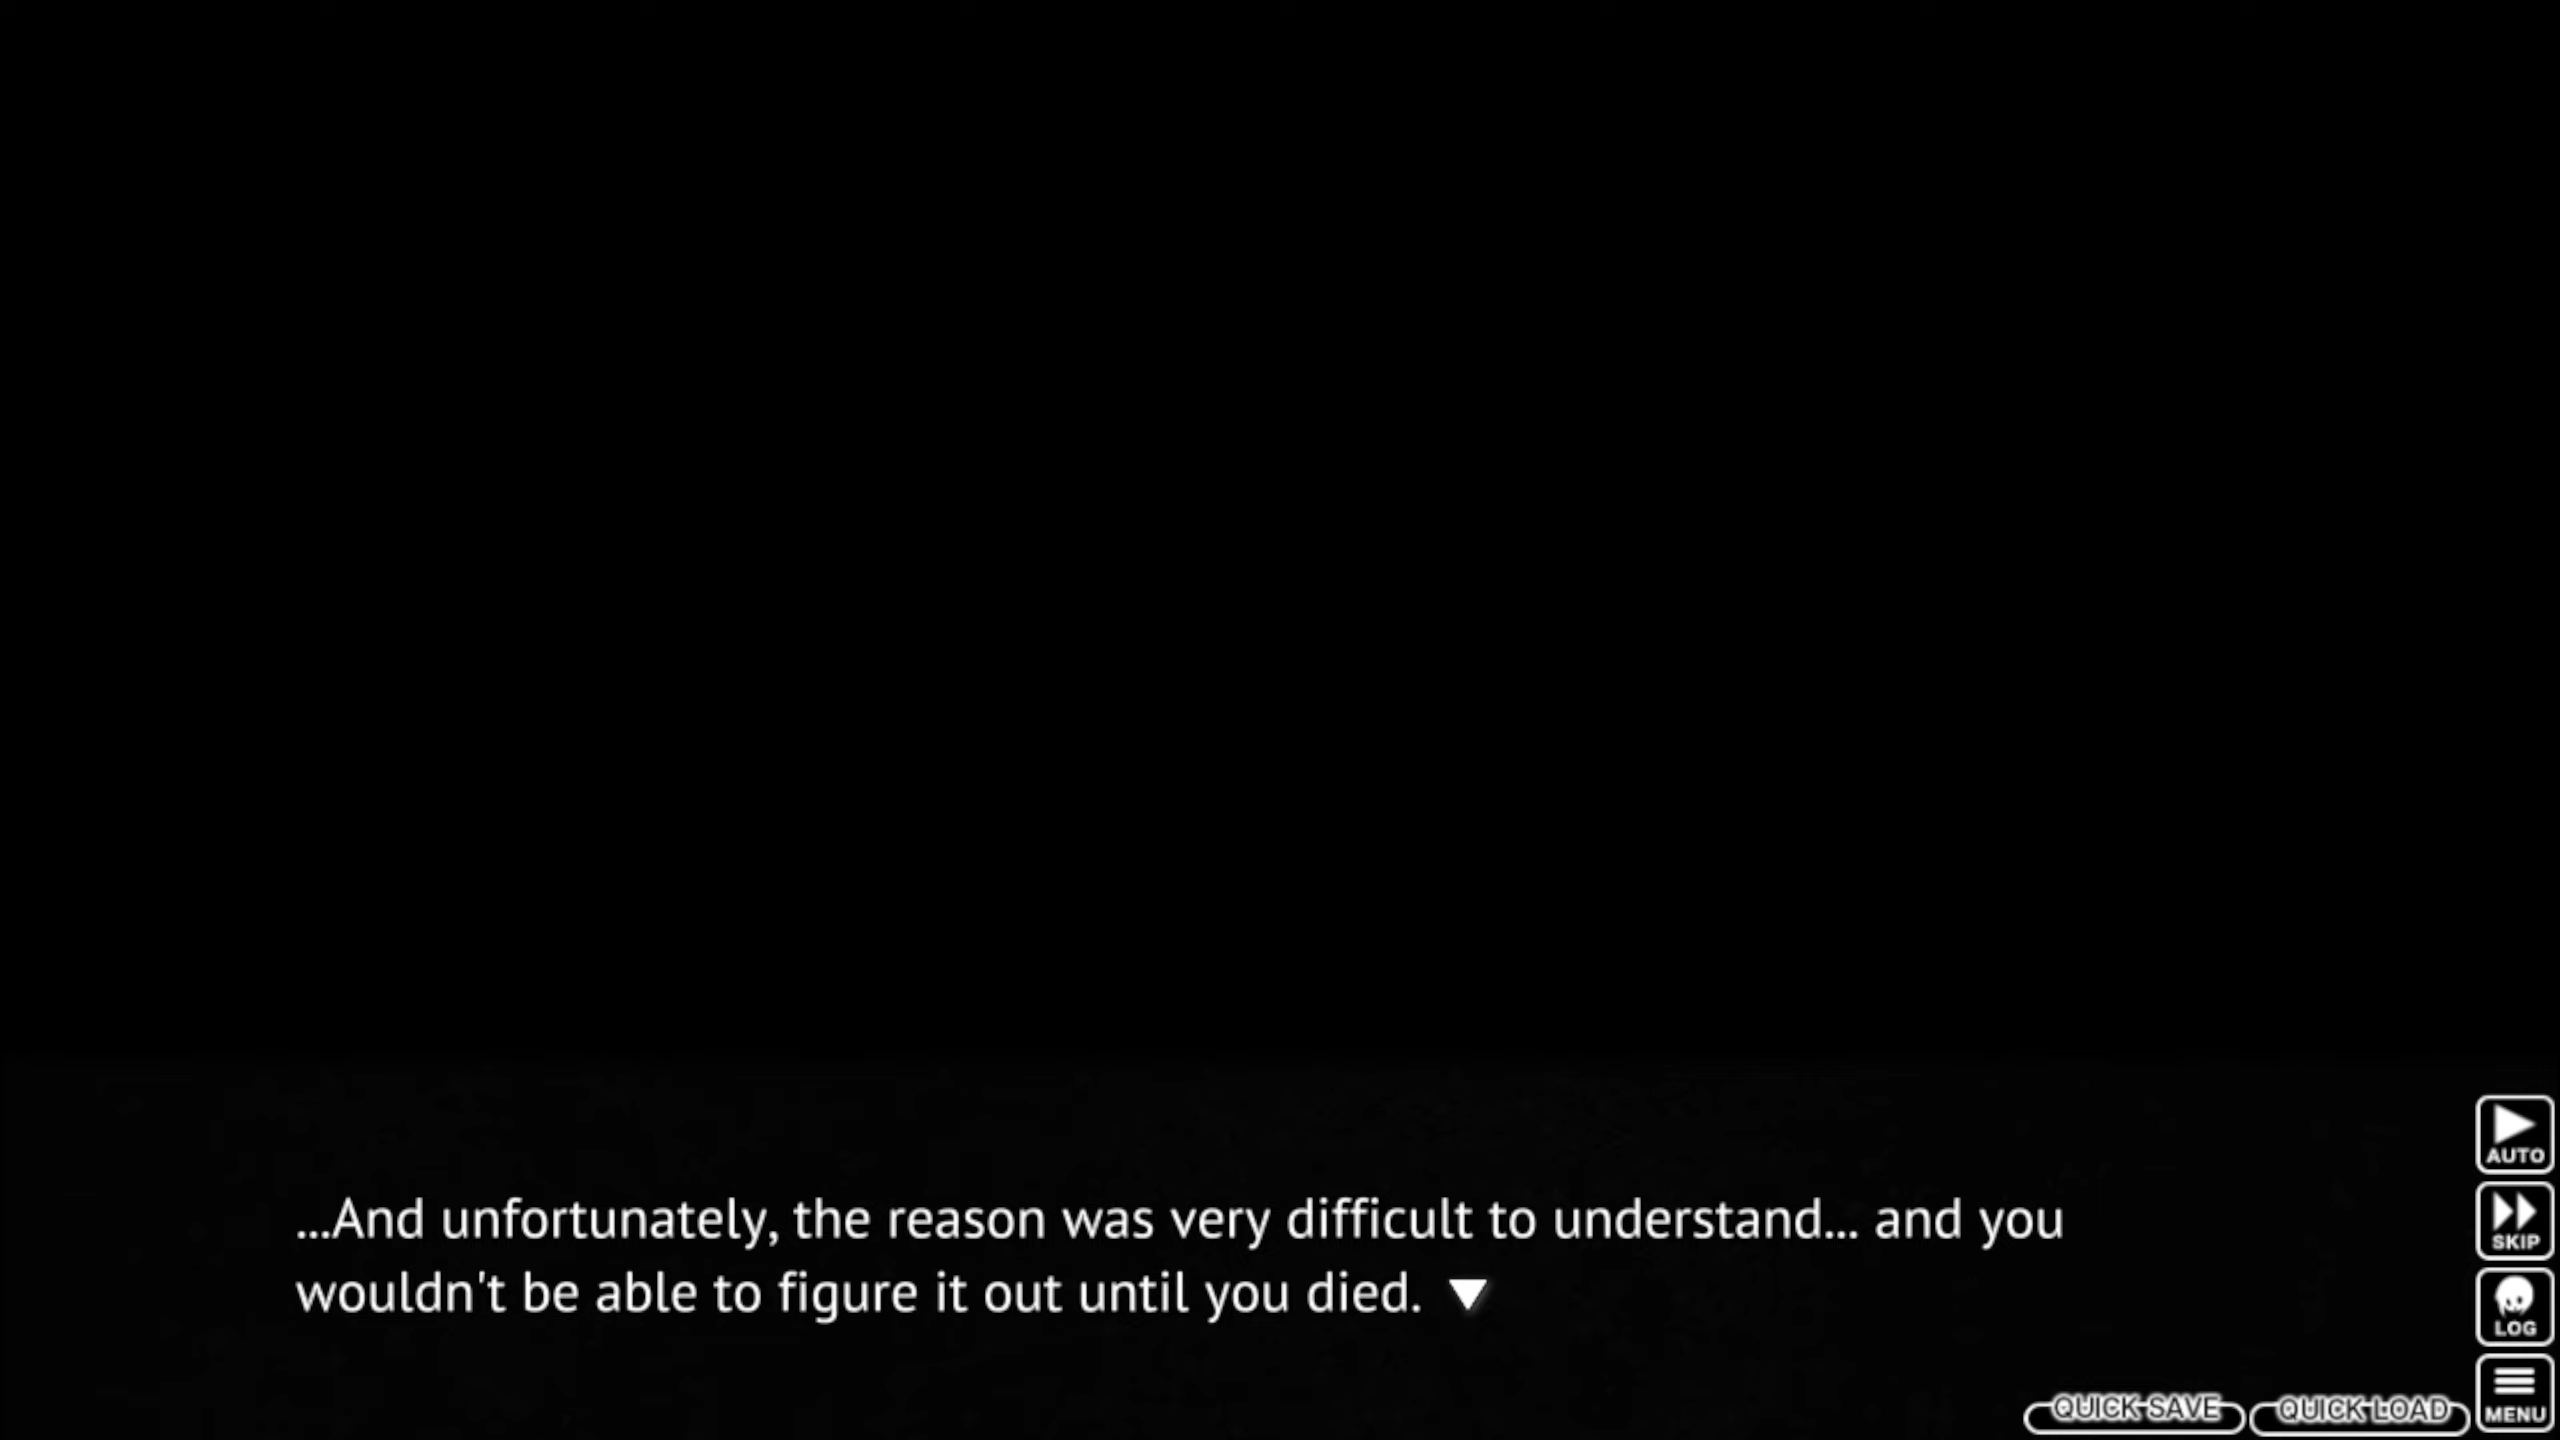 ...And unfortunately, the reason was very difficult to understand... and you
wouldn't be able to figure it out until you died.
AUTO
SKIP
LOG
MENU
QUICK SAVE
QUICK LOAD